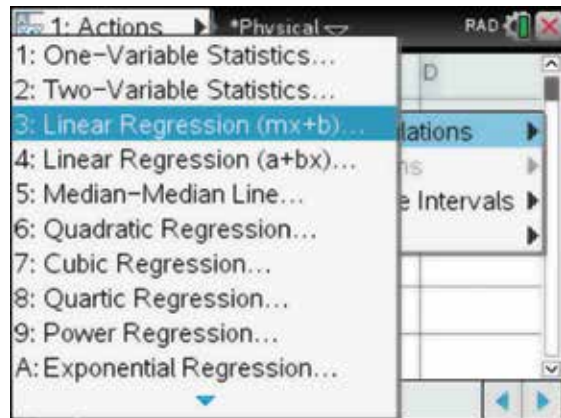 1: Actions *Physical RAD
1: One-Variable Statistics...
2: Two-Variable Statistics...
3: Linear Regression (mx+b)...
4: Linear Regression (a+bx)...
5: Median-Median Line...
6: Quadratic Regression...
7: Cubic Regression...
8: Quartic Regression...
9: Power Regression...
A: Exponential Regression...
D
lations
ns
e Intervals